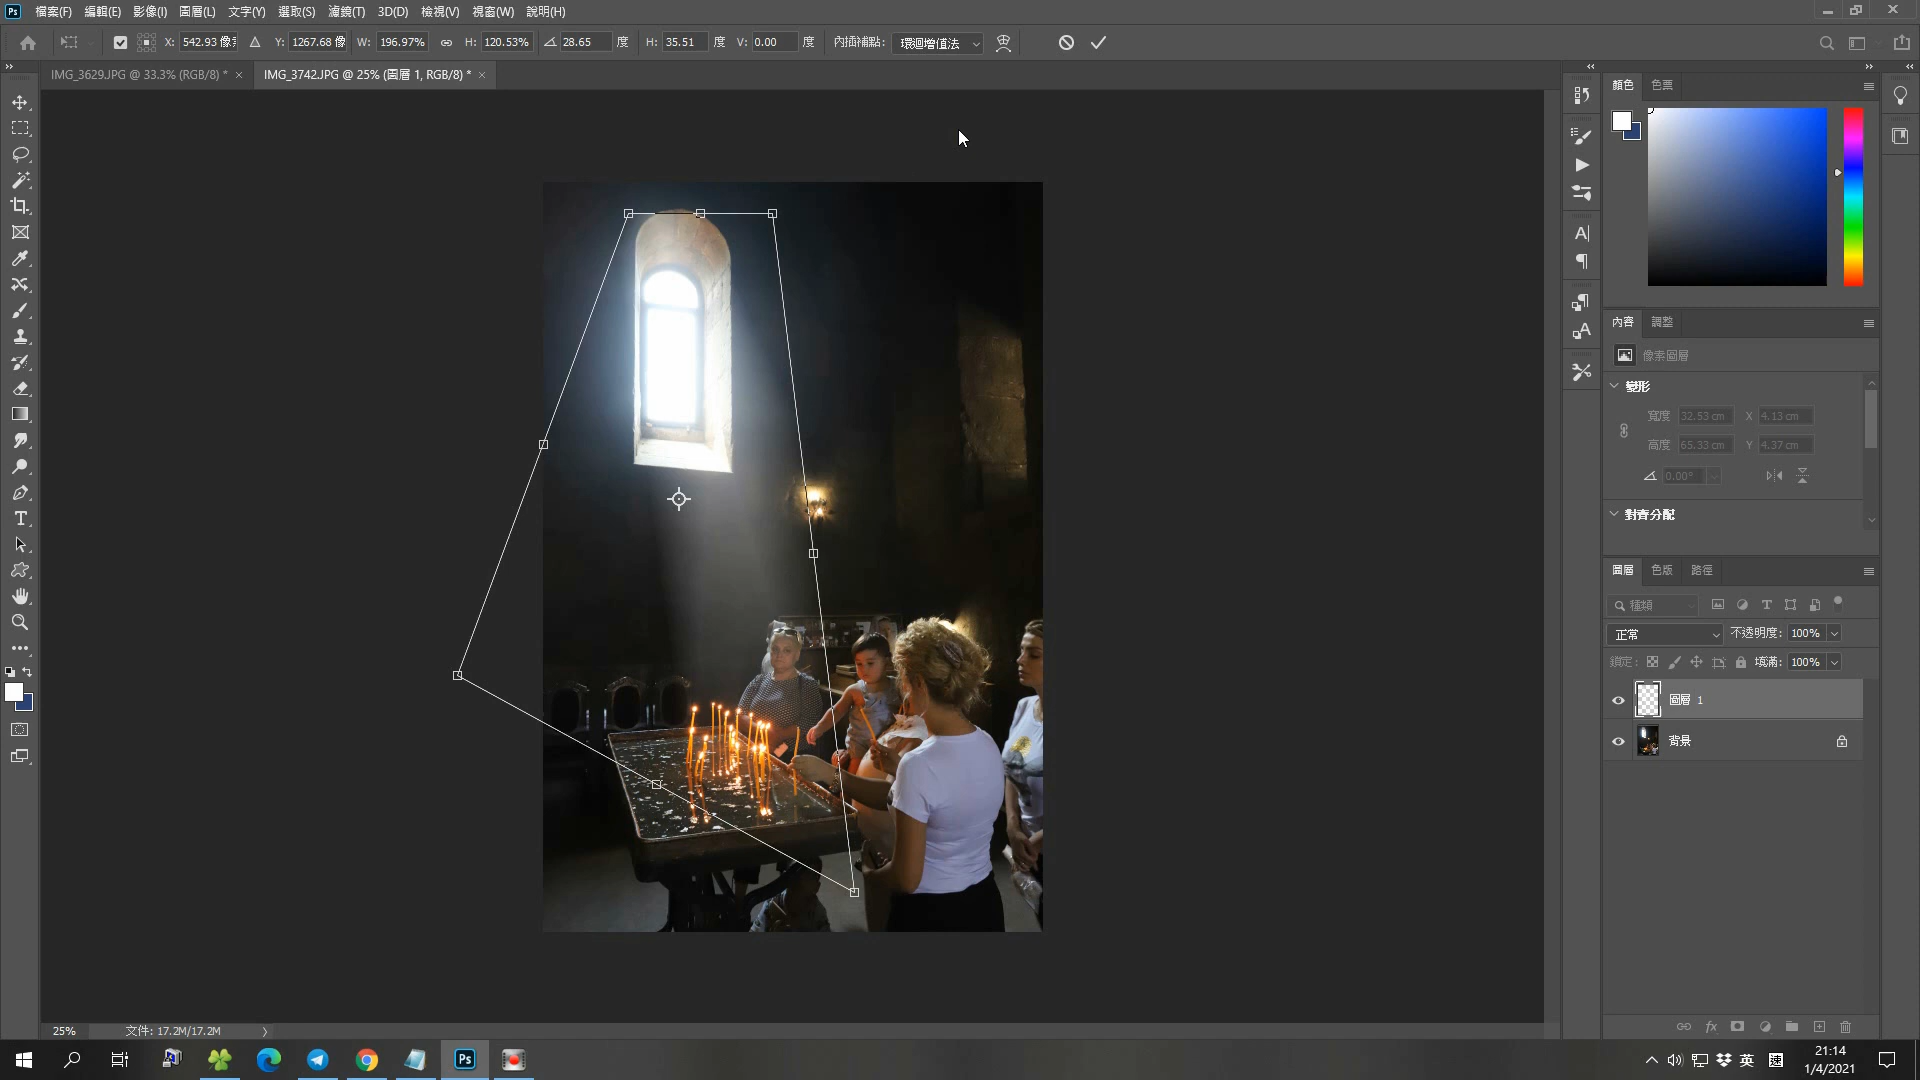 Ps 檔案(F) 編輯(E) 影像(I) 圖層(L) 文字(Y) 選取(S) 濾鏡(T) 3D(D) 檢視(V) 視窗(W) 說明(H)
X: 542.93 像 Y: 1267.68 像 W: 196.97% H: 120.53% 28.65 度 H: 35.51 度 V: 0.00 度 內插補點: 環迴增值法
IMG_3629.JPG @ 33.3% (RGB/8) * × IMG_3742.JPG @ 25% (圖層 1, RGB/8) * ×
顏色 色票
內容 調整
像素圖層
變形
寬度 32.53 cm X 4.13 cm
高度 65.33 cm Y 4.37 cm
0.00°
對齊分配
圖層 色版 路徑
種類
正常 不透明度: 100%
鎖定: 填滿: 100%
圖層 1
背景
25% 文件: 17.2M/17.2M
Ps 英 速 21:14
1/4/2021